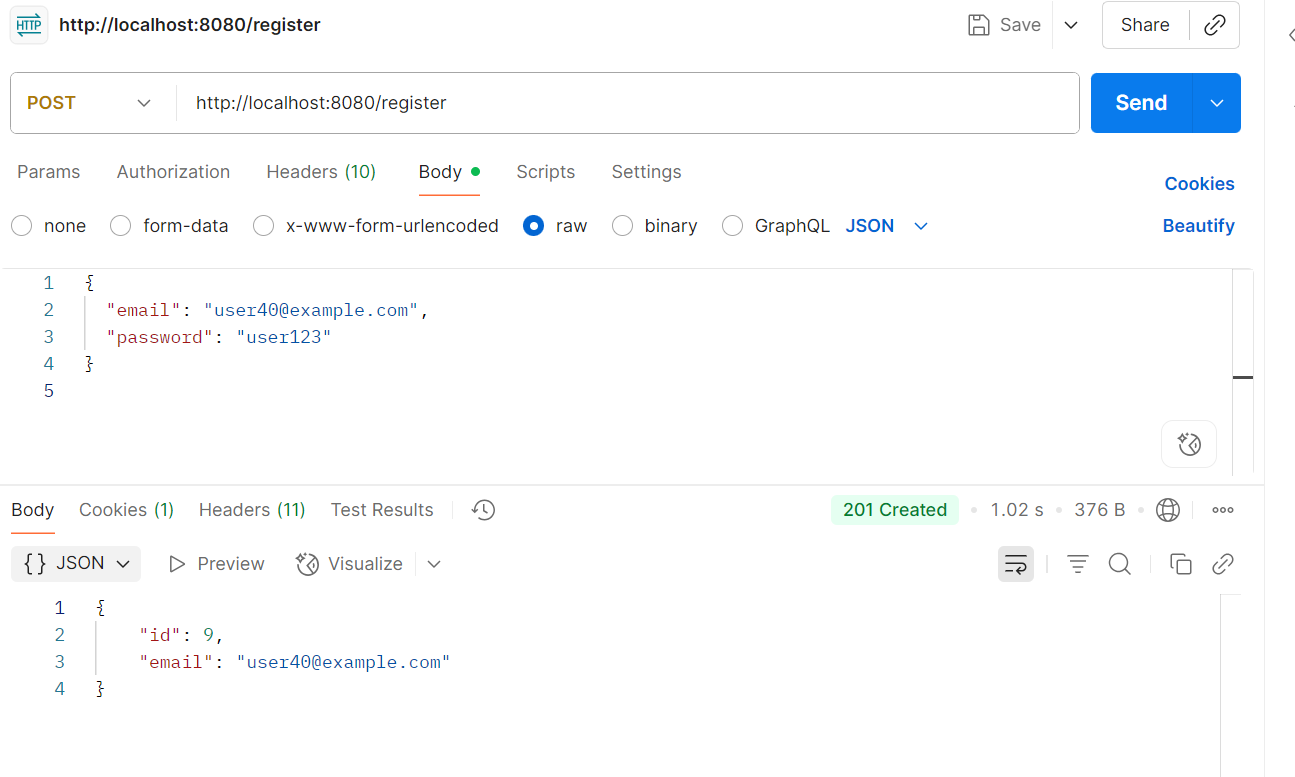 HTTP http://localhost:8080/register Save Share
POST http://localhost:8080/register Send
Params Authorization Headers (10) Body Scripts Settings Cookies
none form-data x-www-form-urlencoded raw binary GraphQL JSON Beautify
1 {
2 "email": "user40@example.com",
3 "password": "user123"
4 }
5
Body Cookies (1) Headers (11) Test Results 201 Created 1.02 s 376 B
{} JSON Preview Visualize
1 {
2 "id": 9,
3 "email": "user40@example.com"
4 }